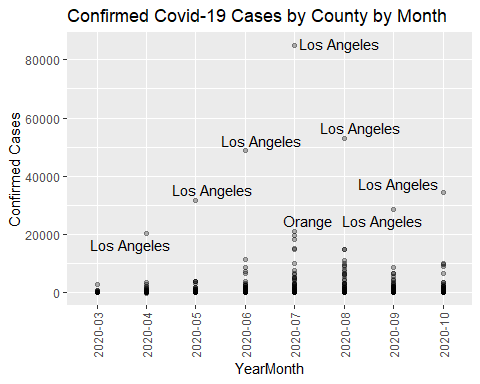 Confirmed Covid-19 Cases by County by Month
Los Angeles
80000
Los Angeles
60000
Los Angeles
Los Angeles
Los Angeles
40000
Orange
Los Angeles
20000
Los Angeles
0
Confirmed Cases
2020-03
2020-04
2020-05
2020-06
2020-07
2020-08
2020-09
2020-10
YearMonth